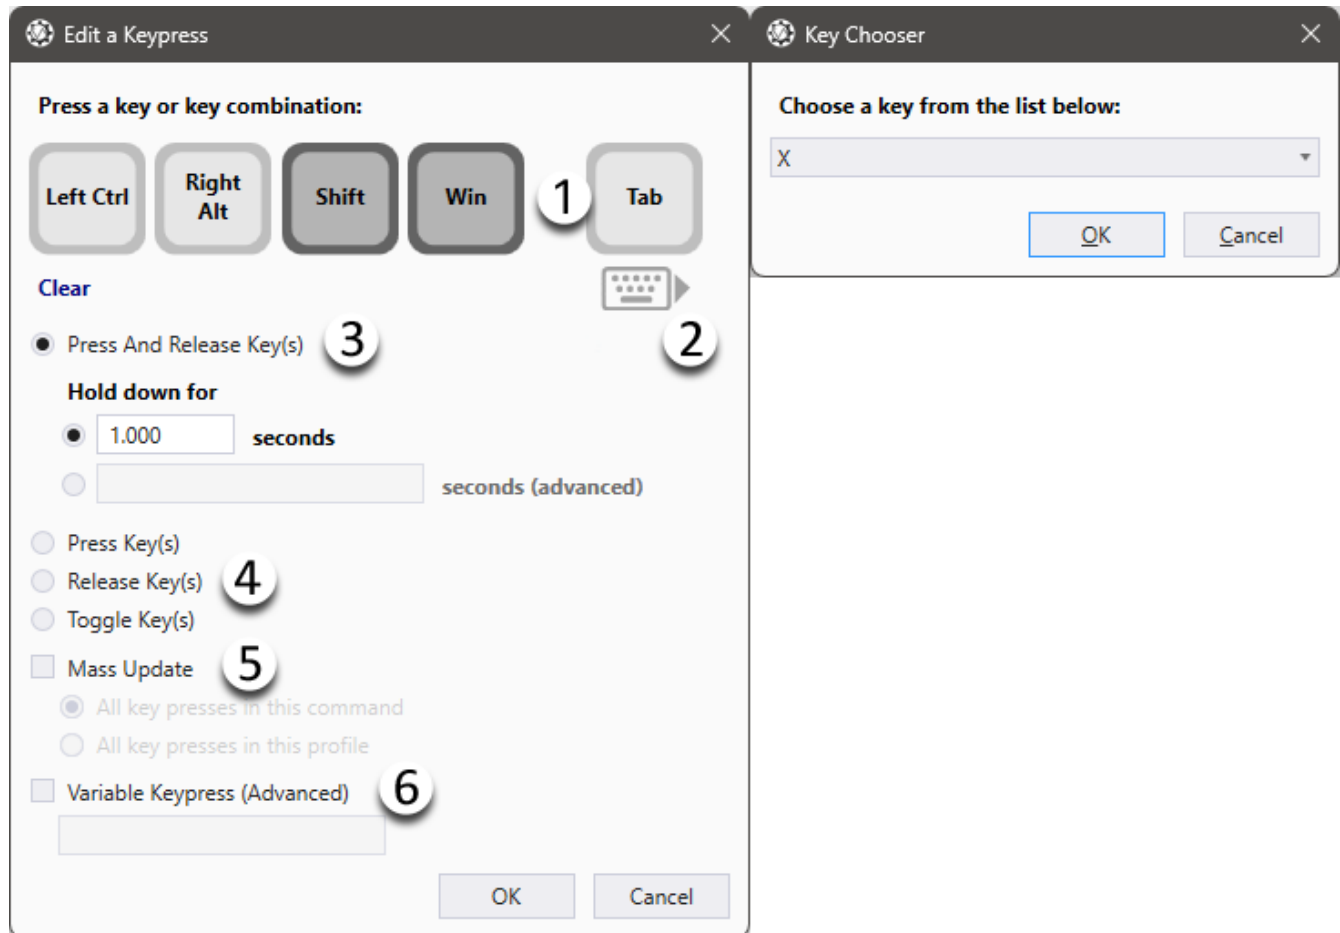 Edit a Keypress
Press a key or key combination:
Left Ctrl
Right
Alt
Shift
Win
1
Tab
Clear
2
Press And Release Key(s)
3
Hold down for
1.000
seconds
seconds (advanced)
Press Key(s)
Release Key(s)
4
Toggle Key(s)
Mass Update
5
All key presses in this command
All key presses in this profile
Variable Keypress (Advanced)
6
OK
Cancel
Key Chooser
Choose a key from the list below:
X
OK
Cancel